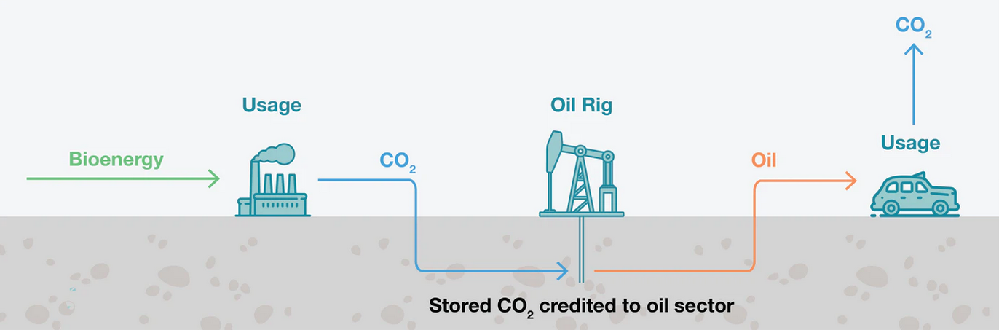 CO₂
Usage
Oil Rig
Usage
Bioenergy
CO₂
Oil
Stored CO₂ credited to oil sector